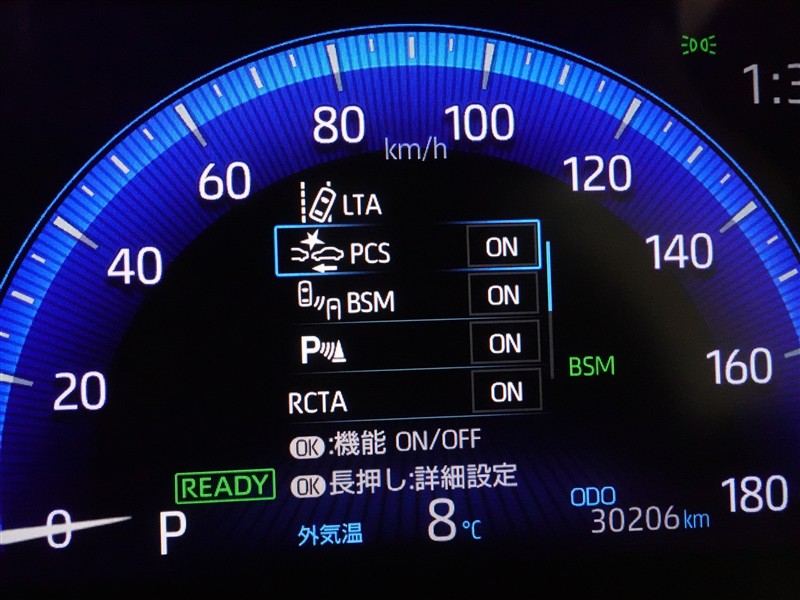 1:3
80
100
km/h
60
120
LTA
40
PCS ON
140
BSM ON
P ON
BSM
160
20
RCTA ON
OK:機能 ON/OFF
OK長押し:詳細設定
READY
0
P
外気温 8℃
ODO
30206km
180